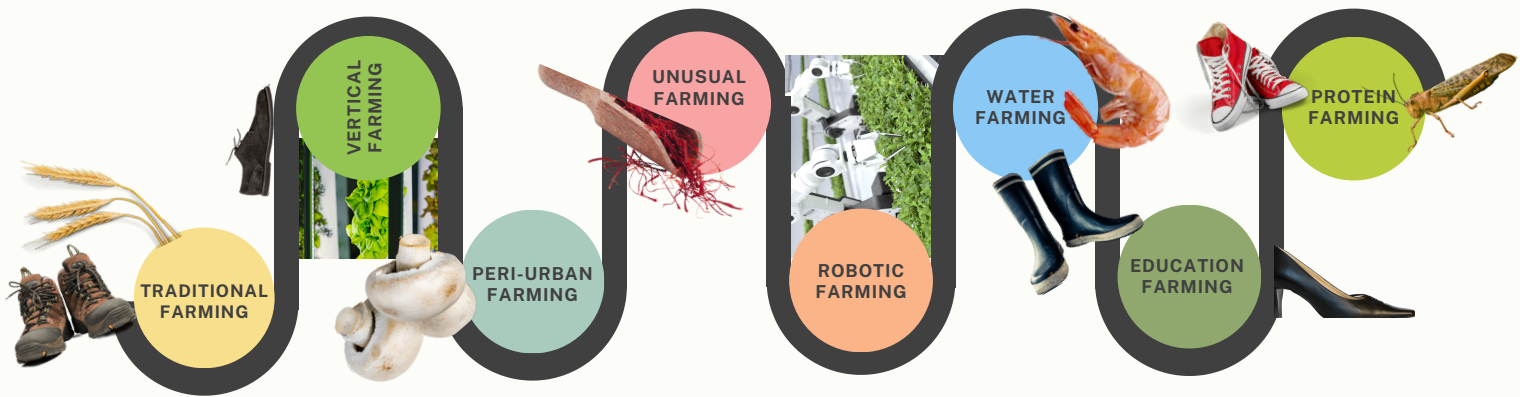 TRADITIONAL
FARMING
VERTICAL
FARMING
PERI-URBAN
FARMING
UNUSUAL
FARMING
ROBOTIC
FARMING
WATER
FARMING
EDUCATION
FARMING
PROTEIN
FARMING